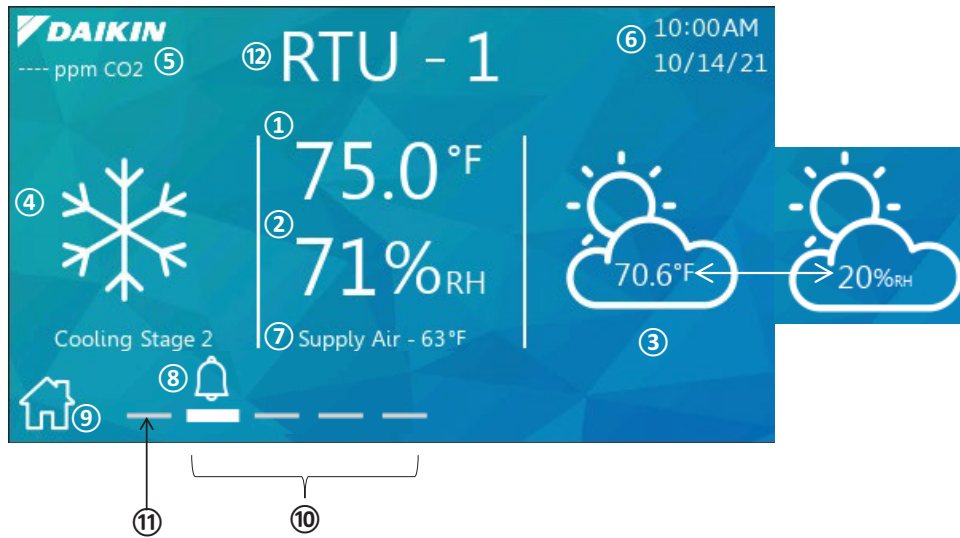 DAIKIN
---- ppm CO2 ⑤
⑫ RTU - 1
⑥ 10:00AM
10/14/21
① 75.0°F
② 71%RH
④
Cooling Stage 2
⑦ Supply Air - 63°F
70.6°F
20%RH
③
⑧
⑨
⑪
⑩